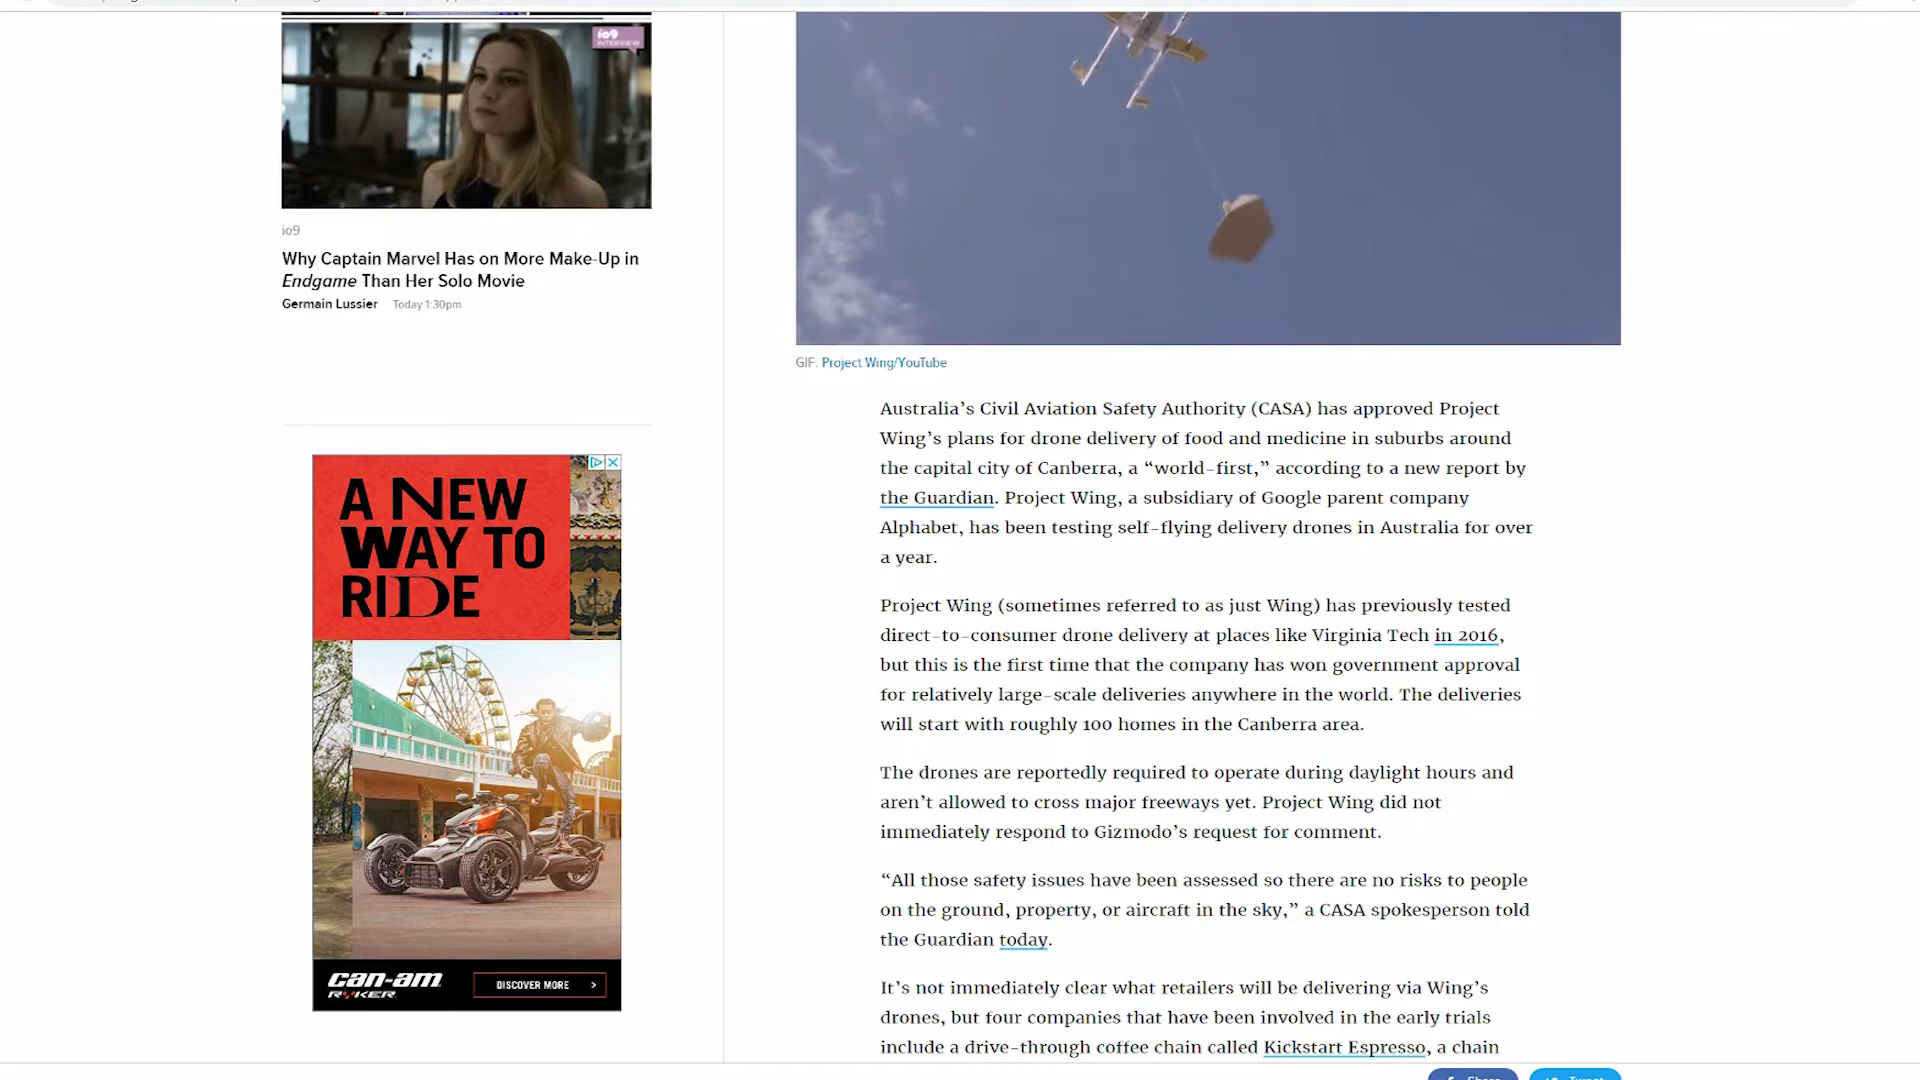 io9
INTERVIEW
io9
Why Captain Marvel Has on More Make-Up in
Endgame Than Her Solo Movie
Germain Lussier Today 1:30pm
A NEW
WAY TO
RIDE
can-am
RYKER
DISCOVER MORE >
GIF: Project Wing/YouTube
Australia’s Civil Aviation Safety Authority (CASA) has approved Project
Wing’s plans for drone delivery of food and medicine in suburbs around
the capital city of Canberra, a “world-first,” according to a new report by
the Guardian. Project Wing, a subsidiary of Google parent company
Alphabet, has been testing self-flying delivery drones in Australia for over
a year.
Project Wing (sometimes referred to as just Wing) has previously tested
direct-to-consumer drone delivery at places like Virginia Tech in 2016,
but this is the first time that the company has won government approval
for relatively large-scale deliveries anywhere in the world. The deliveries
will start with roughly 100 homes in the Canberra area.
The drones are reportedly required to operate during daylight hours and
aren’t allowed to cross major freeways yet. Project Wing did not
immediately respond to Gizmodo’s request for comment.
“All those safety issues have been assessed so there are no risks to people
on the ground, property, or aircraft in the sky,” a CASA spokesperson told
the Guardian today.
It’s not immediately clear what retailers will be delivering via Wing’s
drones, but four companies that have been involved in the early trials
include a drive-through coffee chain called Kickstart Espresso, a chain
Share
Tweet